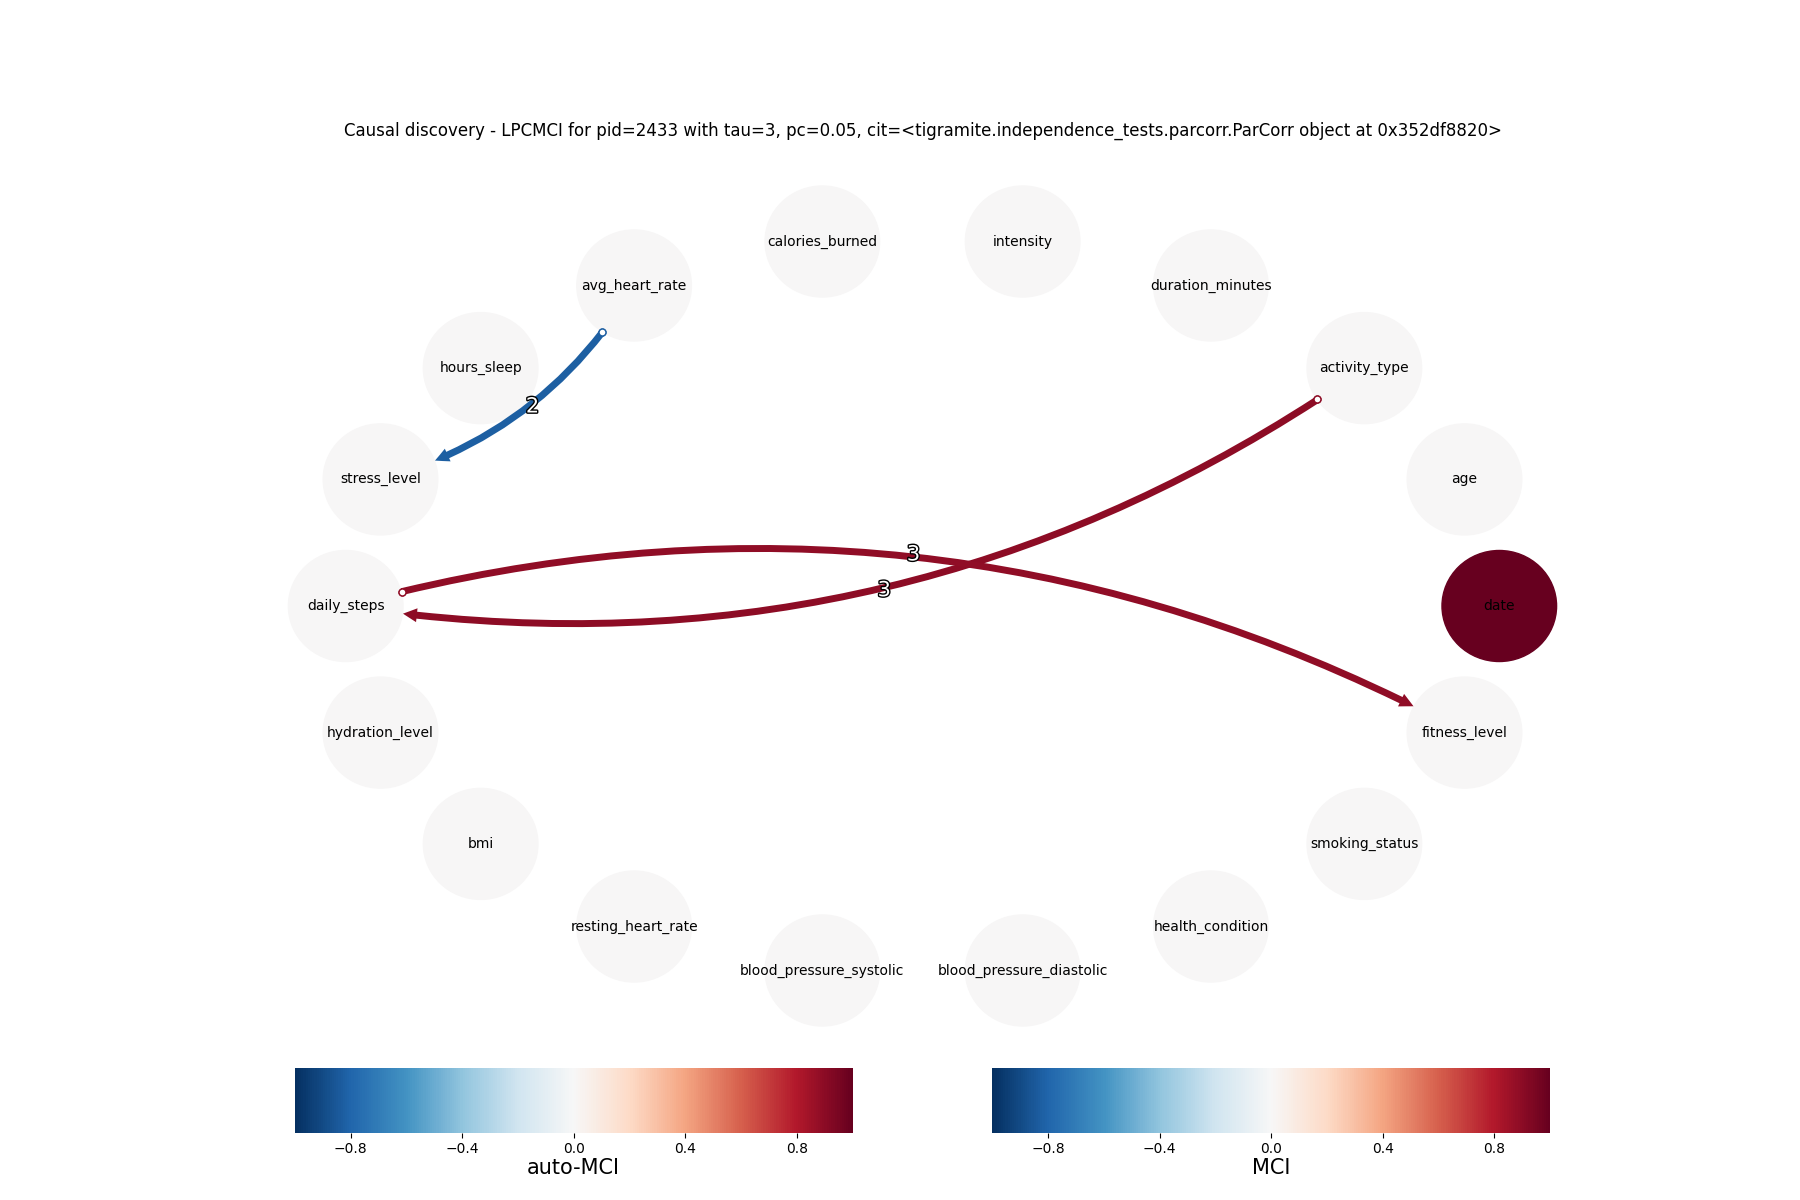 Causal discovery - LPCMCI for pid=2433 with tau=3, pc=0.05, cit=<tigramite.independence_tests.parcorr.ParCorr object at 0x352df8820>
calories_burned
intensity
avg_heart_rate
duration_minutes
hours_sleep
activity_type
2
stress_level
age
3
3
daily_steps
date
hydration_level
fitness_level
bmi
smoking_status
resting_heart_rate
health_condition
blood_pressure_systolic
blood_pressure_diastolic
−0.8 −0.4 0.0 0.4 0.8
auto-MCI
−0.8 −0.4 0.0 0.4 0.8
MCI